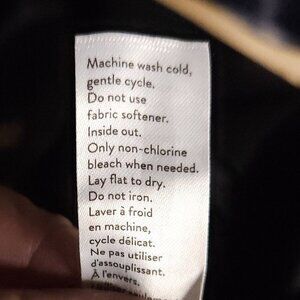 Machine wash cold,
gentle cycle.
Do not use
fabric softener.
Inside out.
Only non-chlorine
bleach when needed.
Lay flat to dry.
Do not iron.
Laver à froid
en machine,
cycle délicat.
Ne pas utiliser
d'assouplissant.
À l'envers.